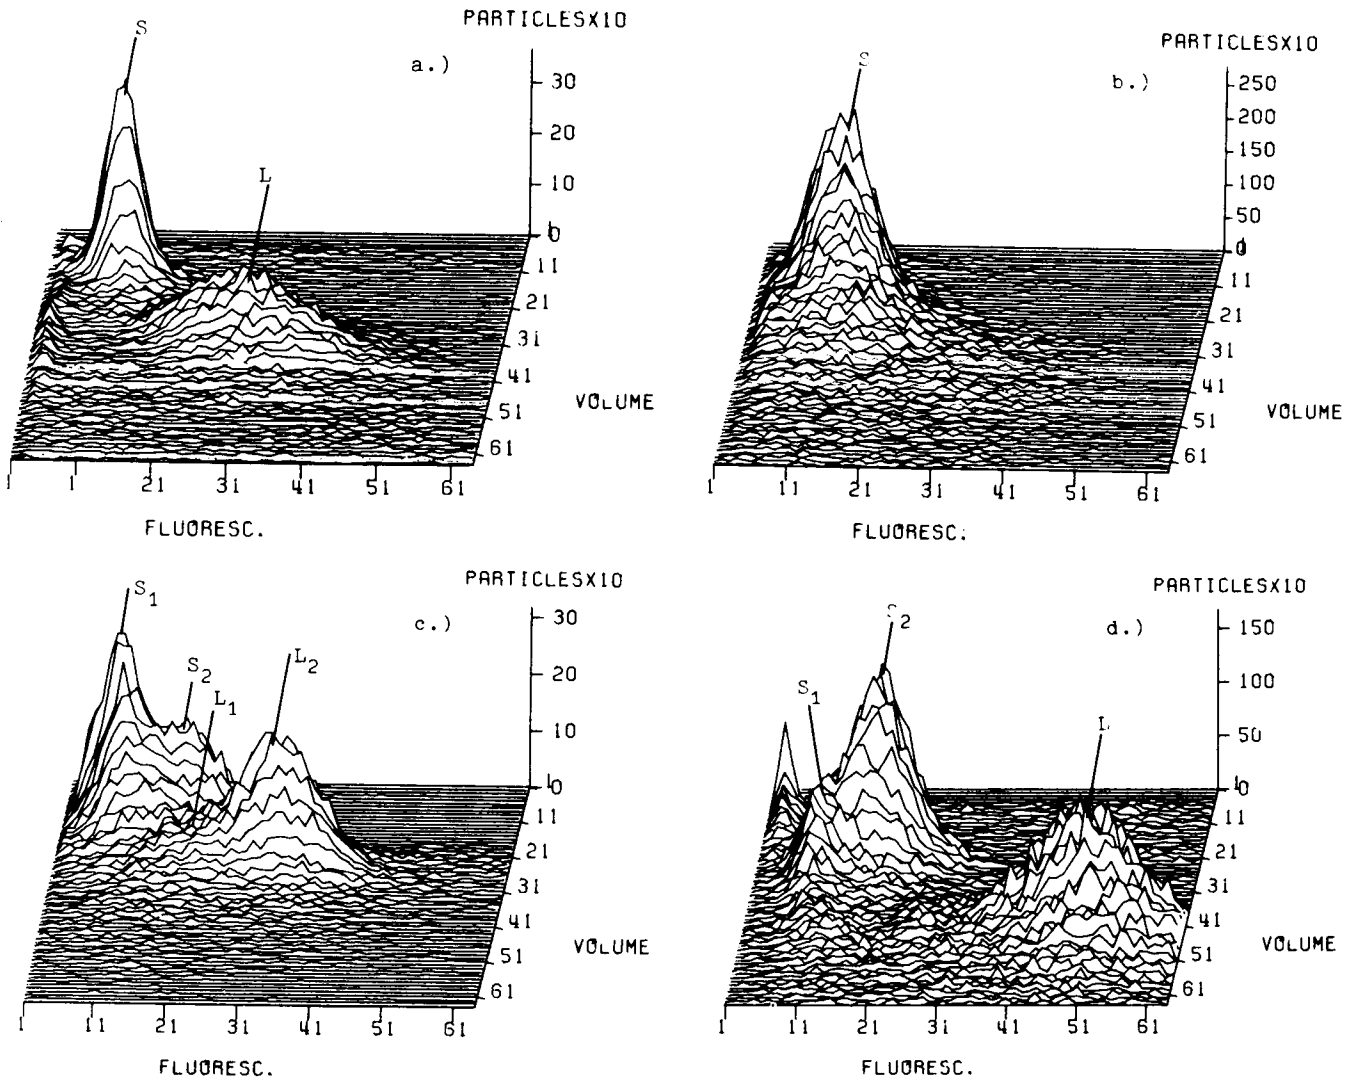 PARTICLESX10
S
a.)
30
20
L
10
0
11
21
31
41
51
61
VOLUME
1
1
21
31
41
51
61
FLUORESC.
PARTICLESX10
S
b.)
250
200
150
100
50
11
21
31
41
51
61
VOLUME
1
11
21
31
41
51
61
FLUORESC.
PARTICLESX10
S1
c.)
30
S2
L2
L1
20
10
0
11
21
31
41
51
61
VOLUME
1
11
21
31
41
51
61
FLUORESC.
PARTICLESX10
S2
d.)
150
S1
100
L
50
0
11
21
31
41
51
61
VOLUME
1
11
21
31
41
51
61
FLUORESC.